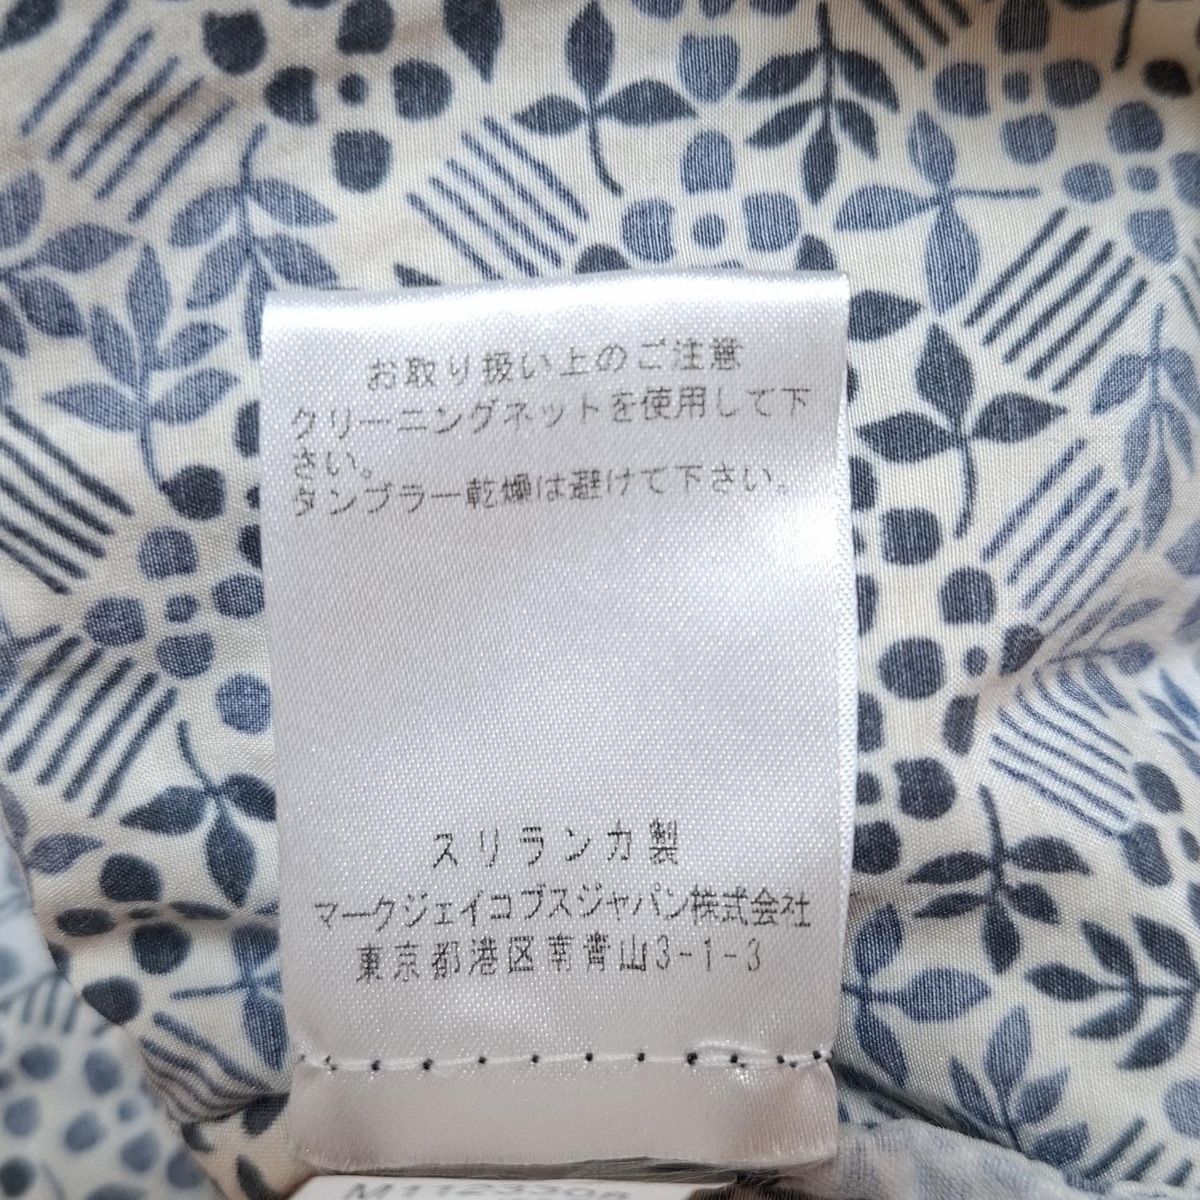 お取り扱い上のご注意
クリーニングネットを使用して下
さい。
タンブラー乾燥は避けて下さい。
スリランカ製
マークジェイコブスジャパン株式会社
東京都港区南青山3-1-3